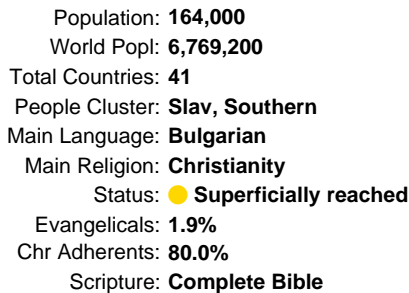 Population: 164,000
World Popl: 6,769,200
Total Countries: 41
People Cluster: Slav, Southern
Main Language: Bulgarian
Main Religion: Christianity
Status: Superficially reached
Evangelicals: 1.9%
Chr Adherents: 80.0%
Scripture: Complete Bible